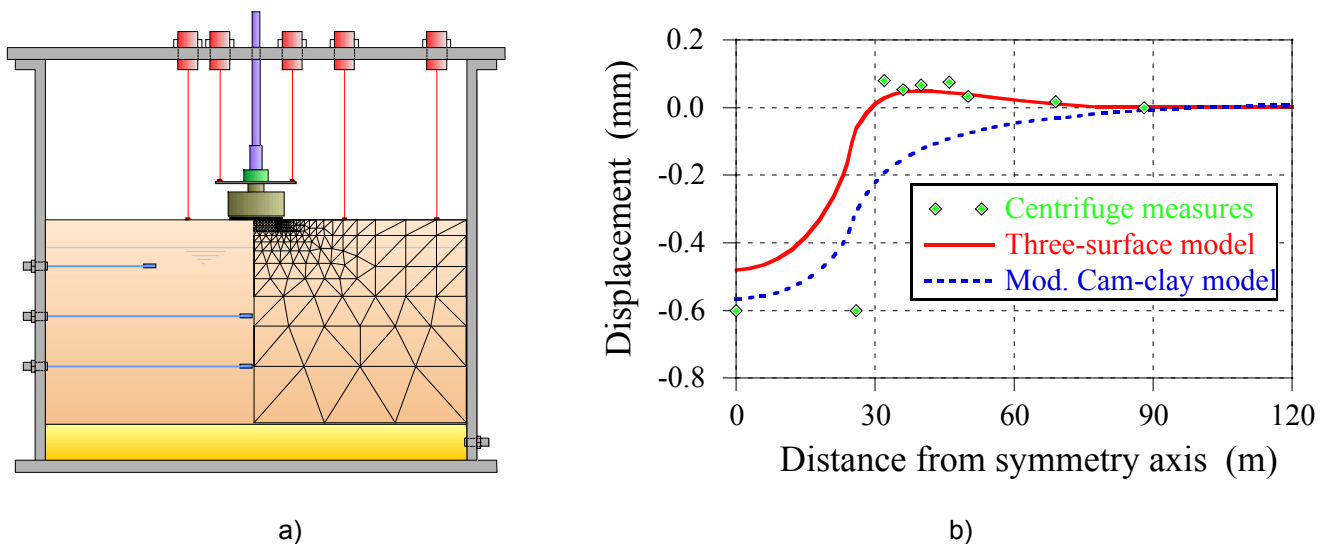 0.2
0.0
-0.2
-0.4
-0.6
-0.8
Displacement (mm)
Centrifuge measures
Three-surface model
Mod. Cam-clay model
0 30 60 90 120
Distance from symmetry axis (m)
a) b)